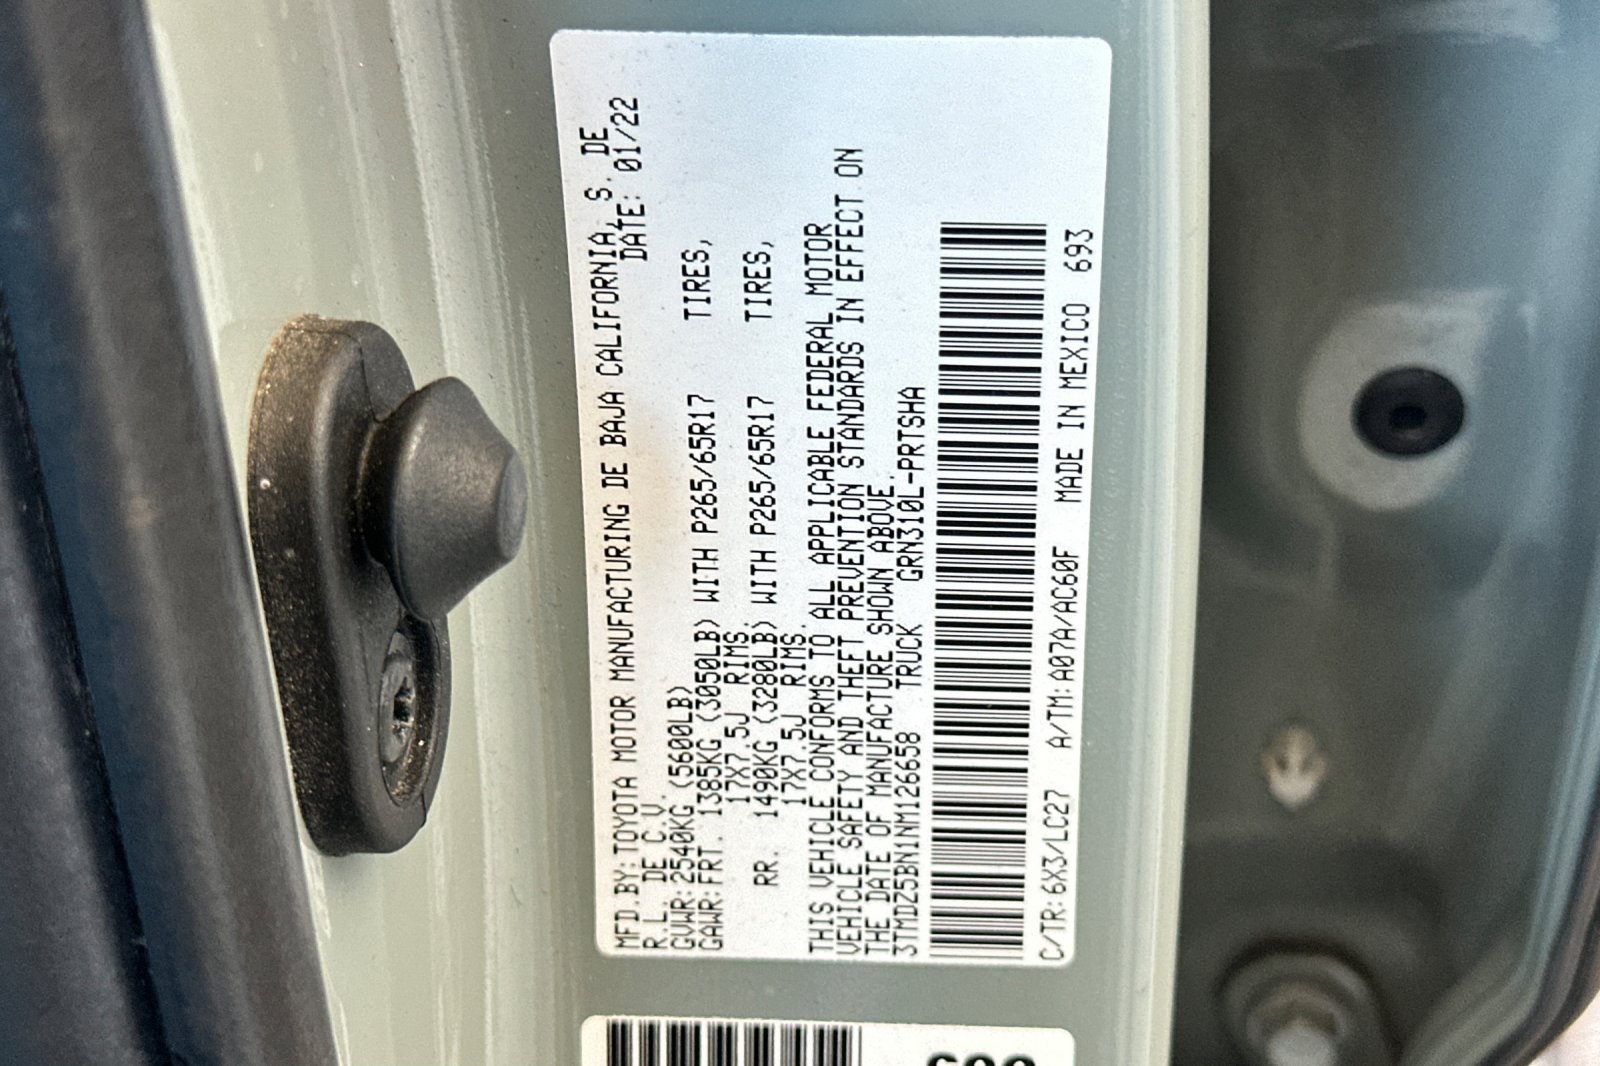 MFD.BY:TOYOTA MOTOR MANUFACTURING DE BAJA CALIFORNIA, S. DE
R.L. DE C.V. DATE: 01/22
GVWR:2540KG (5600LB)
GAWR:FRT. 1385KG (3050LB) WITH P265/65R17 TIRES,
17X7.5J RIMS.
RR. 1490KG (3280LB) WITH P265/65R17 TIRES,
17X7.5J RIMS.
THIS VEHICLE CONFORMS TO ALL APPLICABLE FEDERAL MOTOR
VEHICLE SAFETY AND THEFT PREVENTION STANDARDS IN EFFECT ON
THE DATE OF MANUFACTURE SHOWN ABOVE.
3TMDZ5BN1NM126658 TRUCK GRN310L-PRTSHA
C/TR:6X3/LC27 A/TM:A07A/AC60F MADE IN MEXICO 693